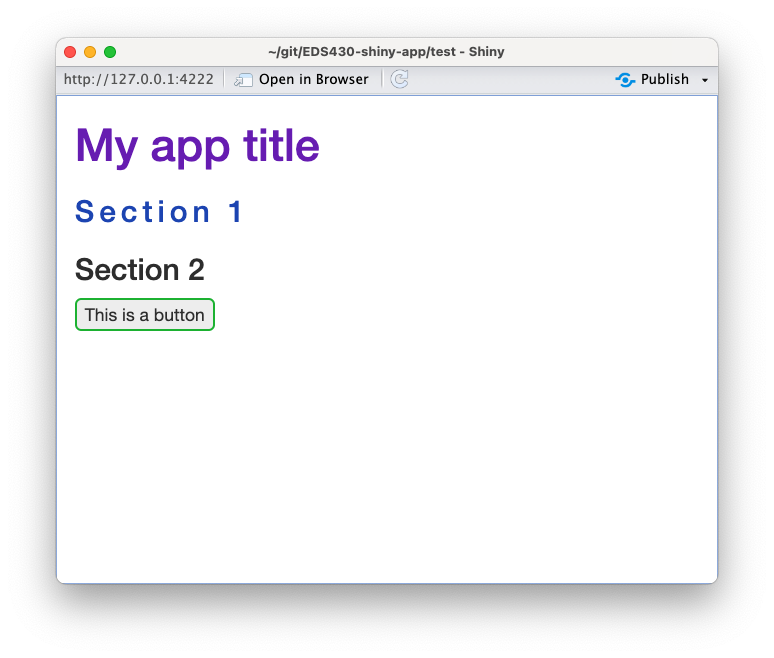 ~/git/EDS430-shiny-app/test - Shiny
http://127.0.0.1:4222 Open in Browser Publish
My app title
Section 1
Section 2
This is a button